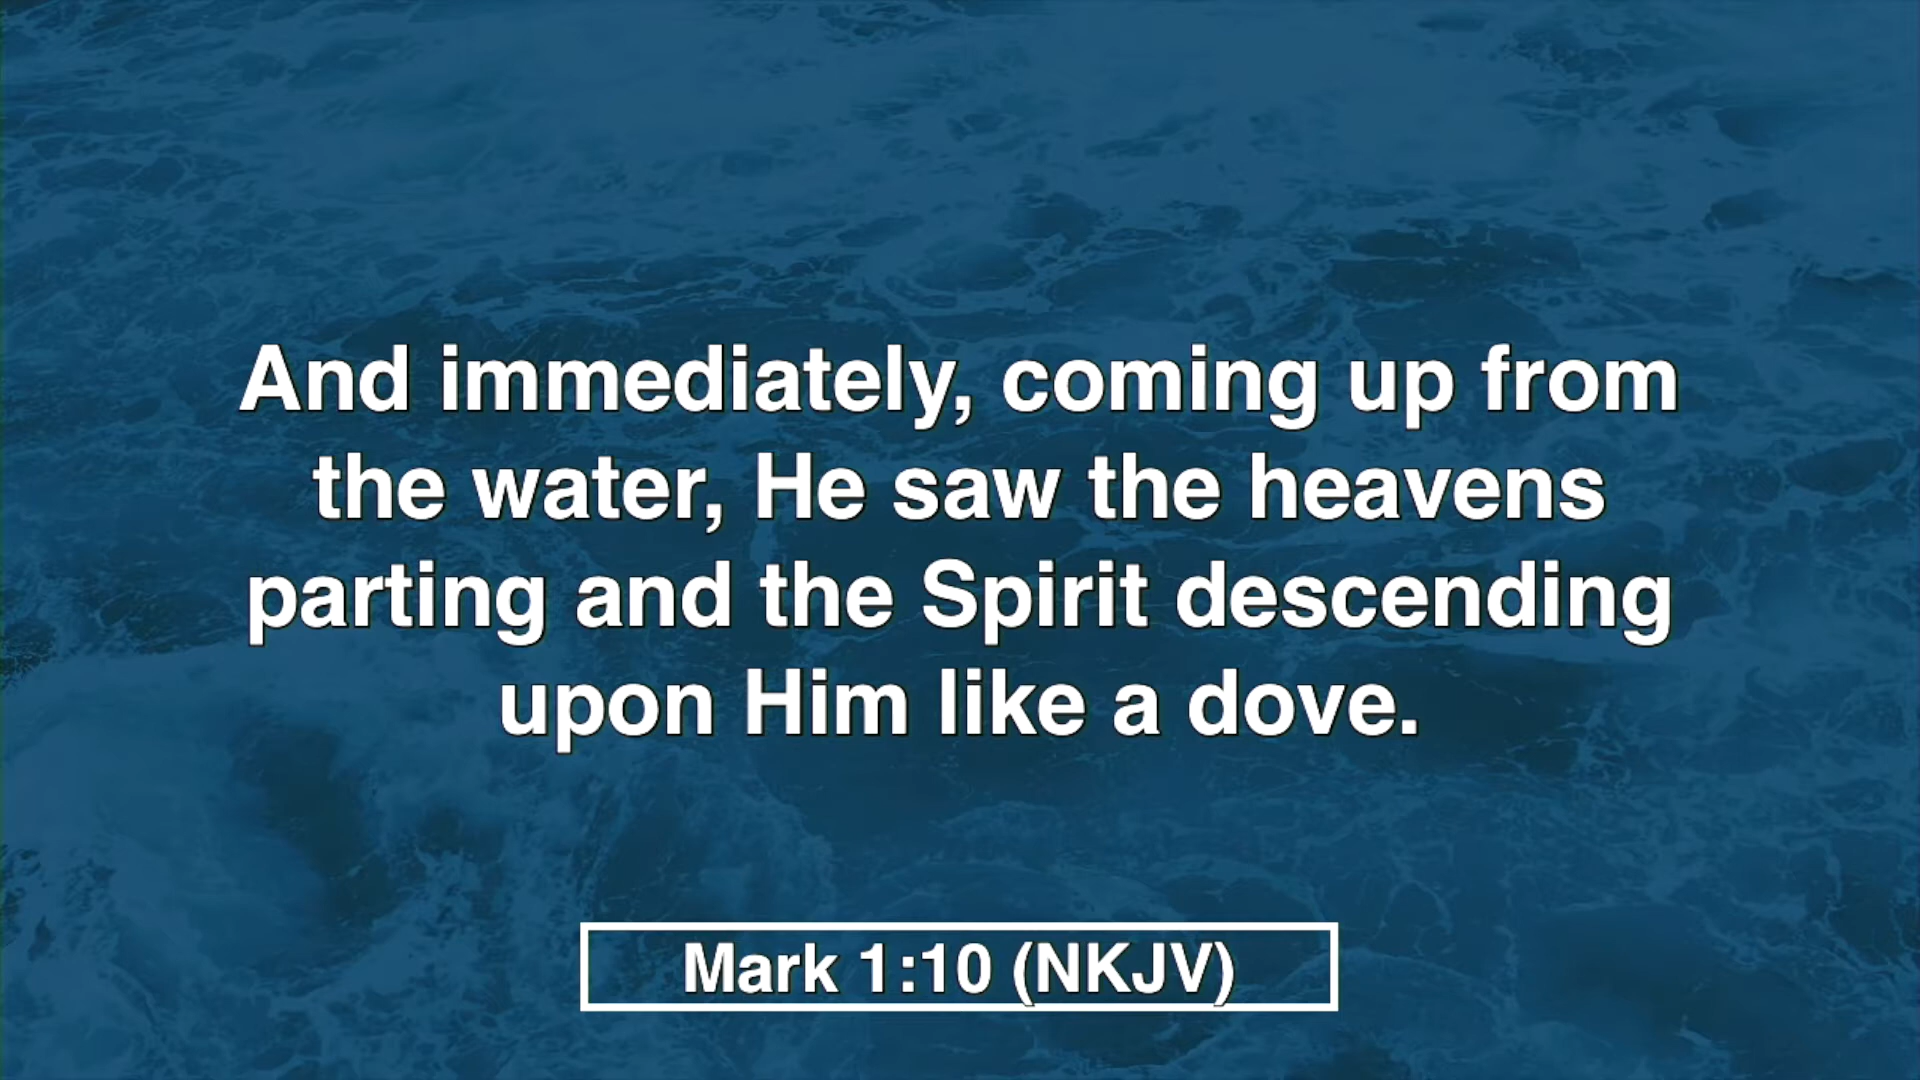 And immediately, coming up from
the water, He saw the heavens
parting and the Spirit descending
upon Him like a dove.
Mark 1:10 (NKJV)